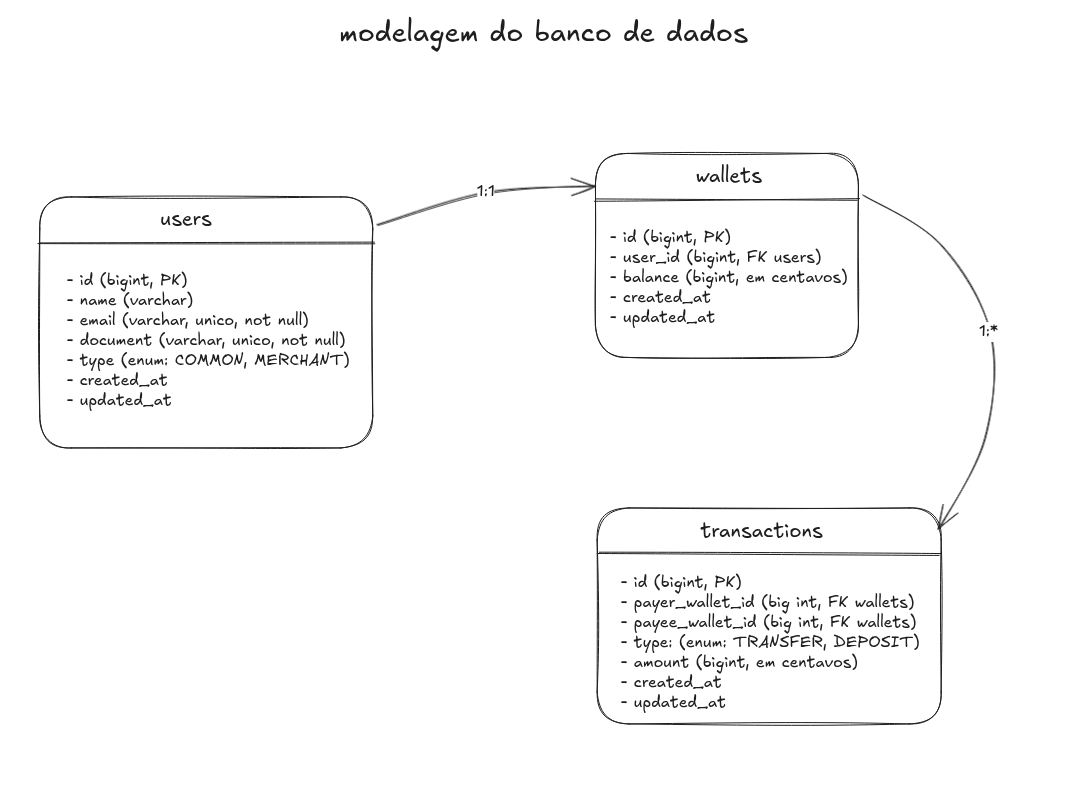 modelagem do banco de dados
users
- id (bigint, PK)
- name (varchar)
- email (varchar, unico, not null)
- document (varchar, unico, not null)
- type (enum: COMMON, MERCHANT)
- created_at
- updated_at
1:1
wallets
- id (bigint, PK)
- user_id (bigint, FK users)
- balance (bigint, em centavos)
- created_at
- updated_at
1:*
transactions
- id (bigint, PK)
- payer_wallet_id (big int, FK wallets)
- payee_wallet_id (big int, FK wallets)
- type: (enum: TRANSFER, DEPOSIT)
- amount (bigint, em centavos)
- created_at
- updated_at